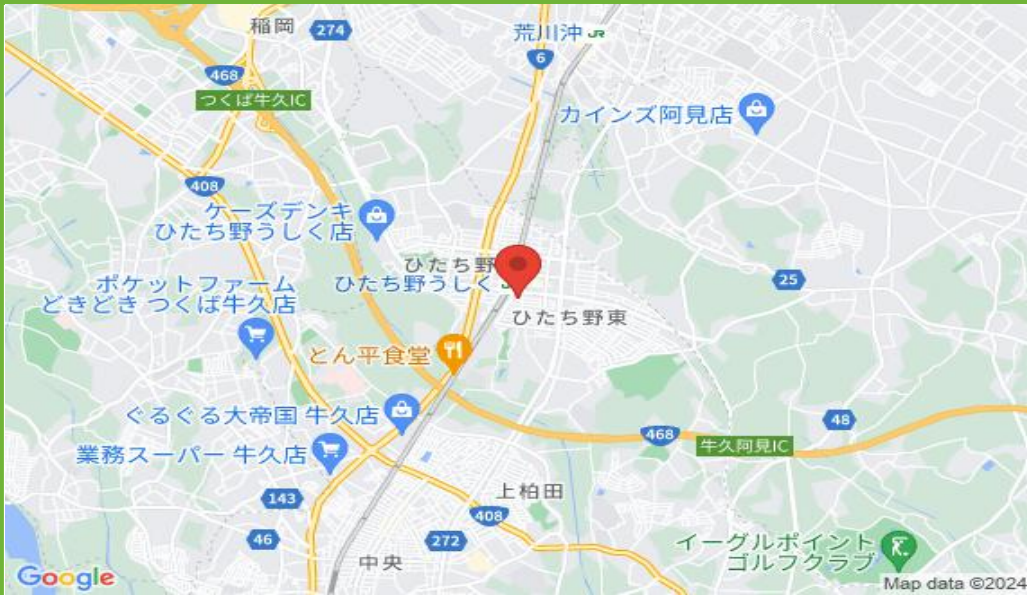 稲岡
274
荒川沖
JR
6
468
つくば牛久IC
カインズ阿見店
408
ケーズデンキ
ひたち野うしく店
ひたち野
ひたち野うしく
25
ポケットファーム
どきどき つくば牛久店
ひたち野東
とん平食堂
ぐるぐる大帝国 牛久店
48
468
牛久阿見IC
業務スーパー 牛久店
143
上柏田
408
46
272
中央
イーグルポイント
ゴルフクラブ
Google
Map data ©2024